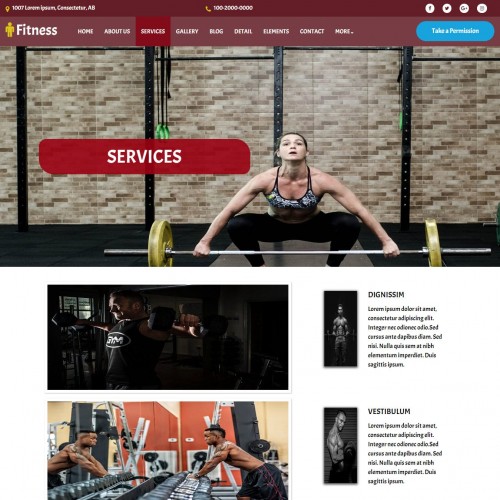 1007 Lorem Ipsum, Consectetur, AB
100-2000-0000
Fitness
HOME ABOUT US SERVICES GALLERY BLOG DETAIL ELEMENTS CONTACT MORE
Take a Permission
SERVICES
DIGNISSIM
Lorem ipsum dolor sit amet,
consectetur adipiscing elit.
Integer nec odionec odio.Sed
cursus ante dapibus diam. Sed
nisi. Nulla quis sem at nibh
elementum imperdiet. Duis
sagittis ipsum.
VESTIBULUM
Lorem ipsum dolor sit amet,
consectetur adipiscing elit.
Integer nec odionec odio.Sed
cursus ante dapibus diam. Sed
nisi. Nulla quis sem at nibh
elementum imperdiet. Duis
sagittis ipsum.